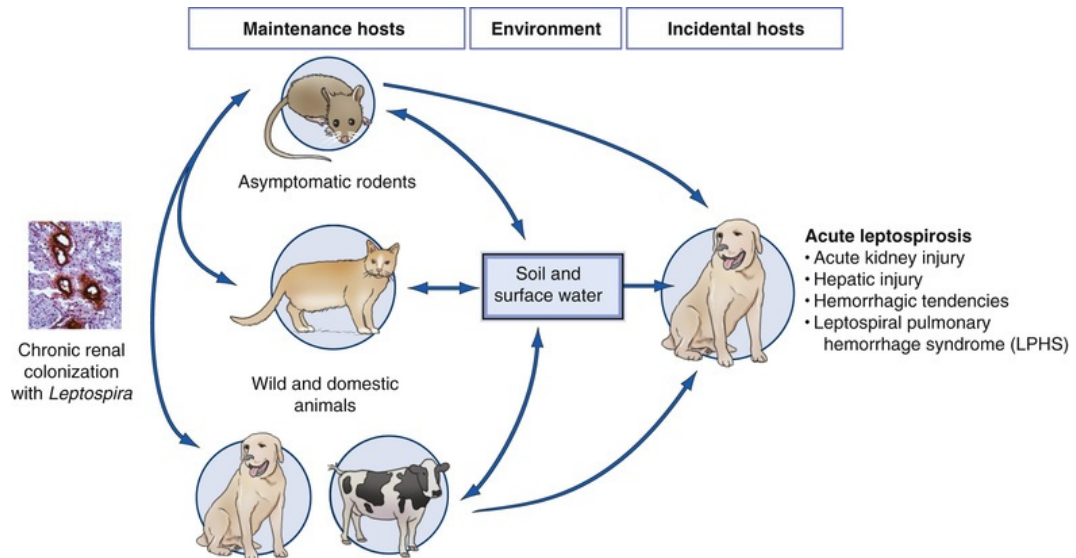 Maintenance hosts
Environment
Incidental hosts
Asymptomatic rodents
Chronic renal
colonization
with Leptospira
Wild and domestic
animals
Soil and
surface water
Acute leptospirosis
• Acute kidney injury
• Hepatic injury
• Hemorrhagic tendencies
• Leptospiral pulmonary
hemorrhage syndrome (LPHS)